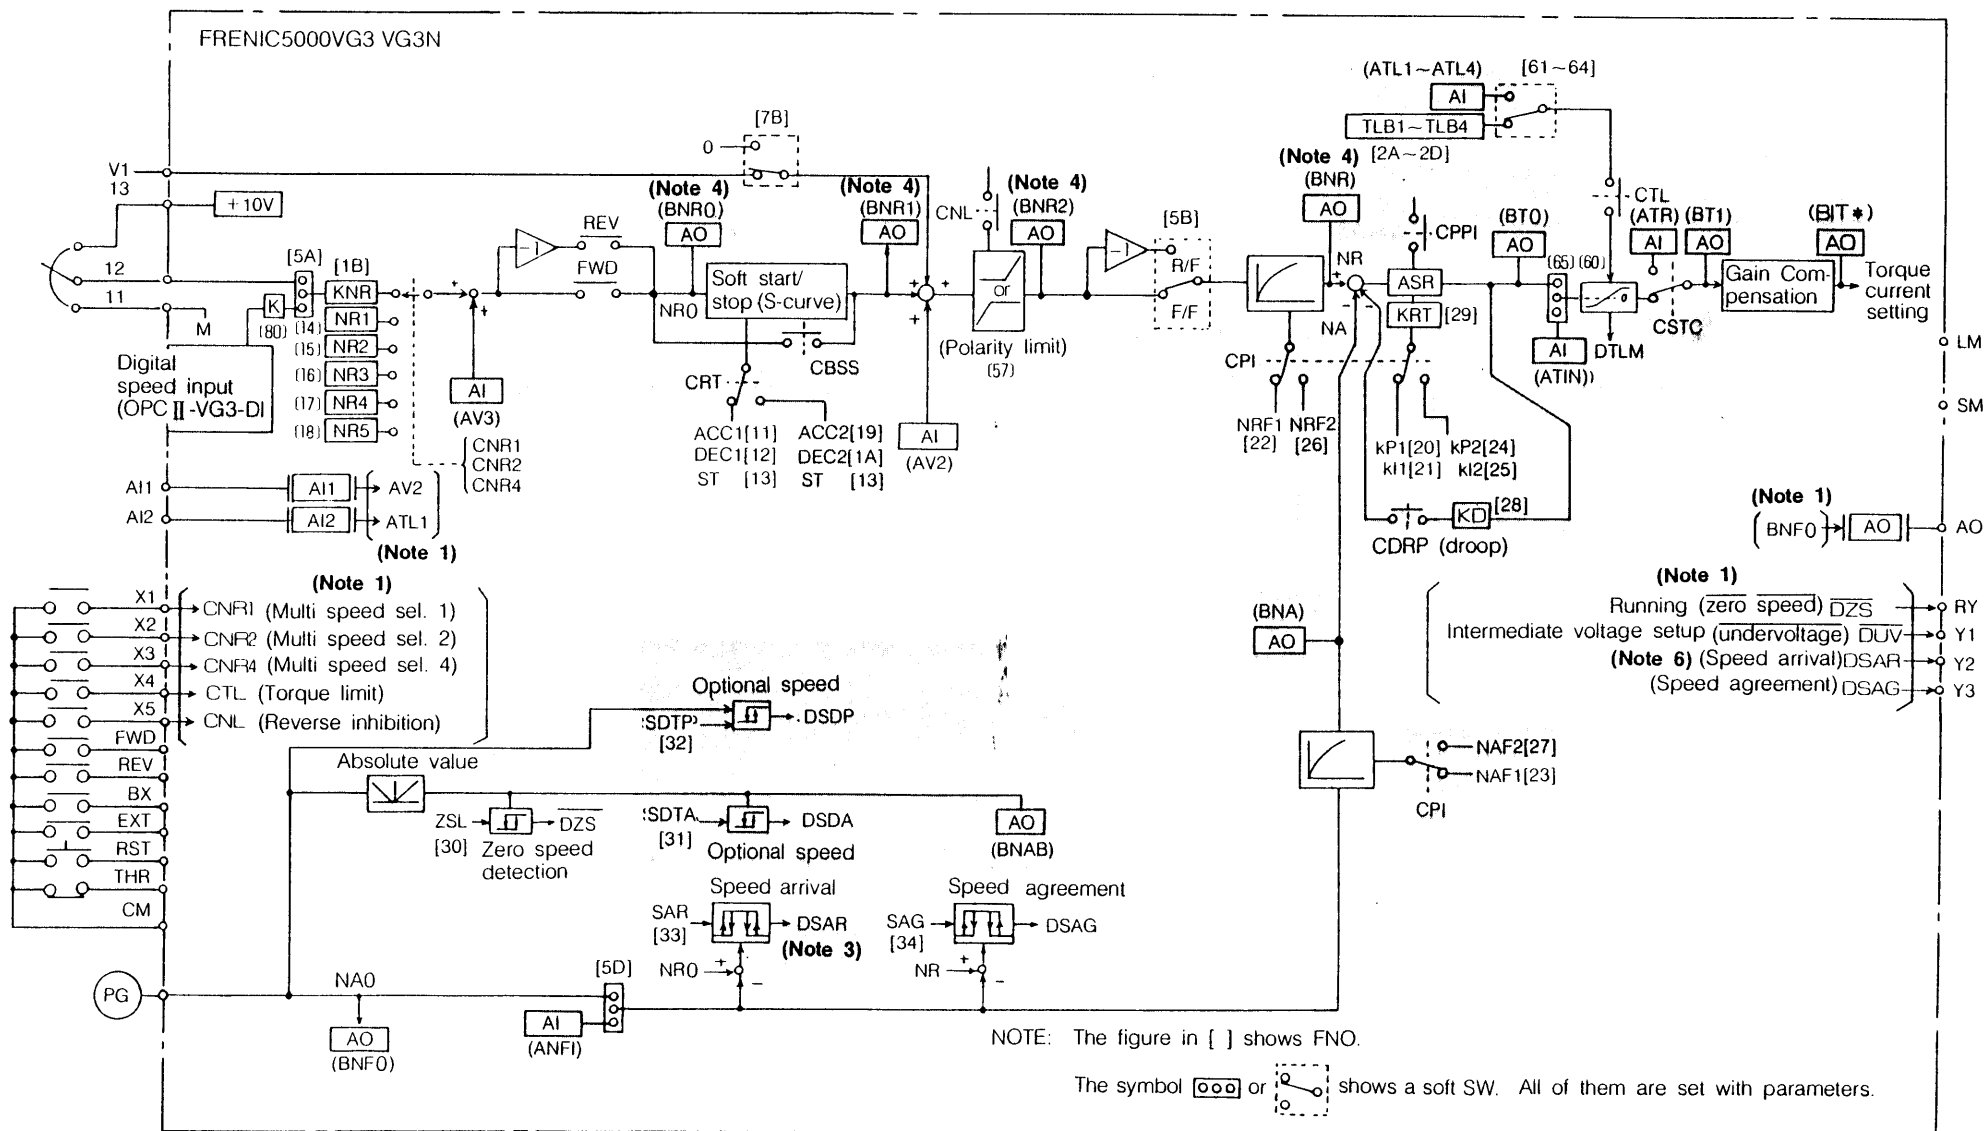 FRENIC5000VG3 VG3N
(ATL1~ATL4) [61~64]
AI
TLB1~TLB4
[2A~2D]
[7B]
0
V1
13
+10V
12
11
M
[5A] [1B]
KNR
K
(80)
(14) NR1
(15) NR2
(16) NR3
(17) NR4
(18) NR5
Digital
speed input
(OPC II-VG3-DI)
CNR1
CNR2
CNR4
+
+
AI
(AV3)
-1
REV
FWD
(Note 4)
(BNR0)
AO
NR0
Soft start/
stop (S-curve)
CBSS
CRT
ACC1[11] ACC2[19]
DEC1[12] DEC2[1A]
ST [13] ST [13]
(Note 4)
(BNR1)
AO
+
+
+
AI
(AV2)
CNL
or
(Polarity limit)
(57)
(Note 4)
(BNR2)
AO
-1
[5B]
R/F
F/F
(Note 4)
(BNR)
AO
NR
+
-
-
NA
CPI
NRF1 NRF2
[22] [26]
CPPI
ASR
KRT [29]
kP1[20] kP2[24]
kI1[21] kI2[25]
KD [28]
CDRP (droop)
(BT0)
AO
(65) (60)
AI
(ATIN))
DTLM
CTL
(ATR)
AI
CSTC
(BT1)
AO
Gain Com-
pensation
(BIT*)
AO
Torque
current
setting
LM
SM
AI1 AI1 AV2
AI2 AI2 ATL1
(Note 1)
(Note 1)
(BNF0) AO AO
(Note 1)
X1 CNR1 (Multi speed sel. 1)
X2 CNR2 (Multi speed sel. 2)
X3 CNR4 (Multi speed sel. 4)
X4 CTL (Torque limit)
X5 CNL (Reverse inhibition)
FWD
REV
BX
EXT
RST
THR
CM
(Note 1)
Running (zero speed) DZS RY
Intermediate voltage setup (undervoltage) DUV Y1
(Note 6) (Speed arrival)DSAR Y2
(Speed agreement) DSAG Y3
(BNA)
AO
Optional speed
SDTP DSDP
[32]
Absolute value
ZSL DZS
[30] Zero speed
detection
SDTA DSDA
[31] Optional speed
AO
(BNAB)
NAF2[27]
NAF1[23]
CPI
Speed arrival
SAR DSAR
[33] (Note 3)
NR0 + -
Speed agreement
SAG DSAG
[34]
NR + -
PG
NA0
AO
(BNF0)
[5D]
AI
(ANFI)
NOTE: The figure in [ ] shows FNO.
The symbol or shows a soft SW. All of them are set with parameters.